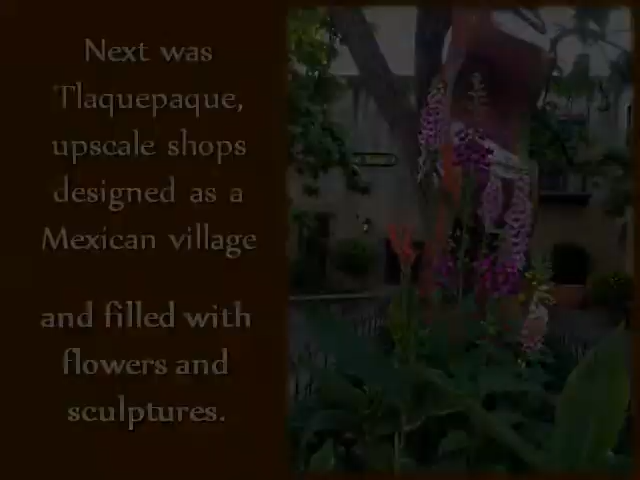 Next was
Tlaquepaque,
upscale shops
designed as a
Mexican village
and filled with
flowers and
sculptures.